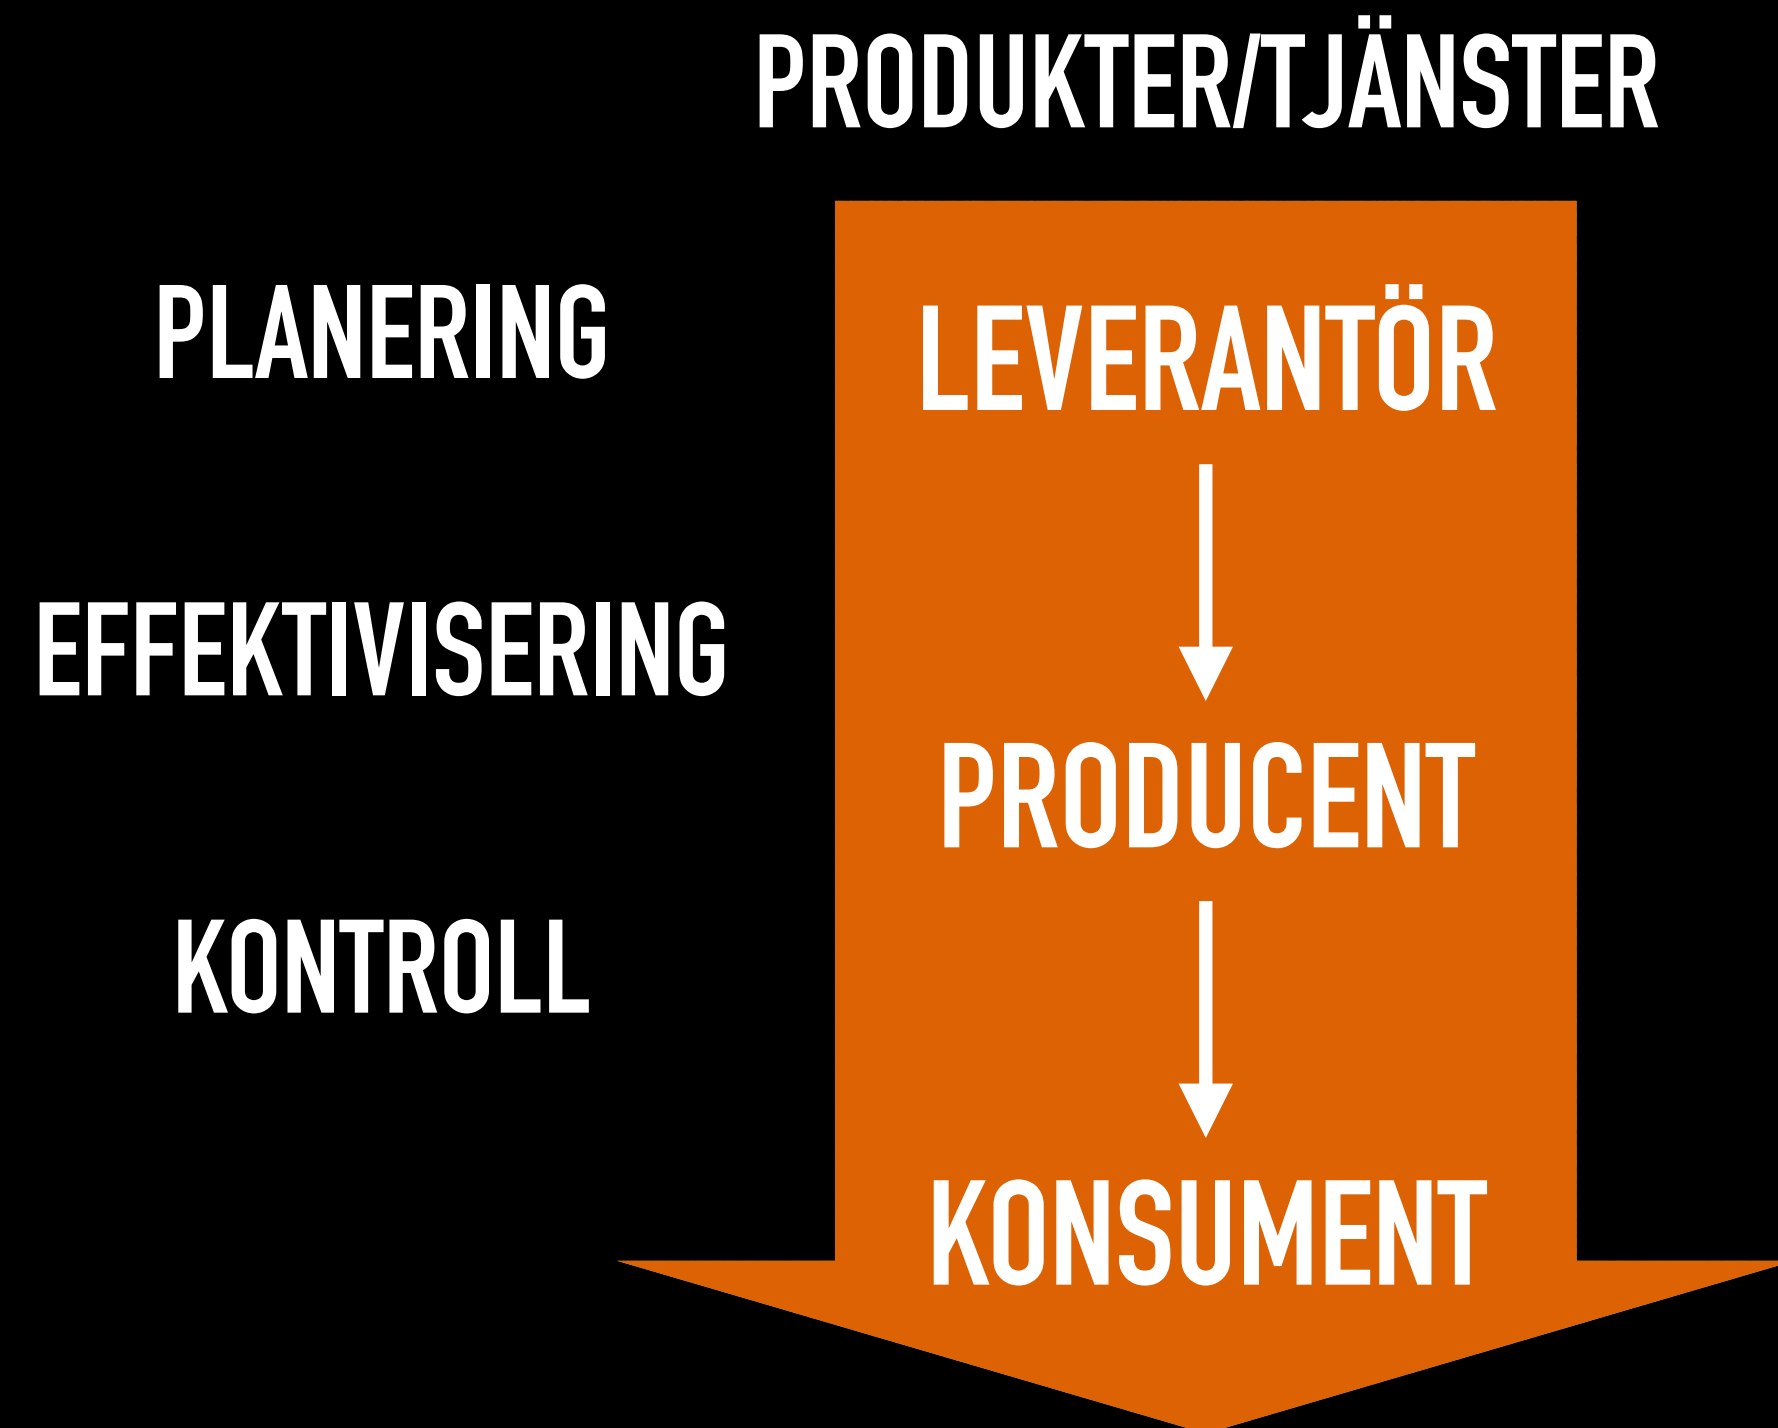 PRODUKTER/TJÄNSTER
PLANERING
EFFEKTIVISERING
KONTROLL
LEVERANTÖR
PRODUCENT
KONSUMENT